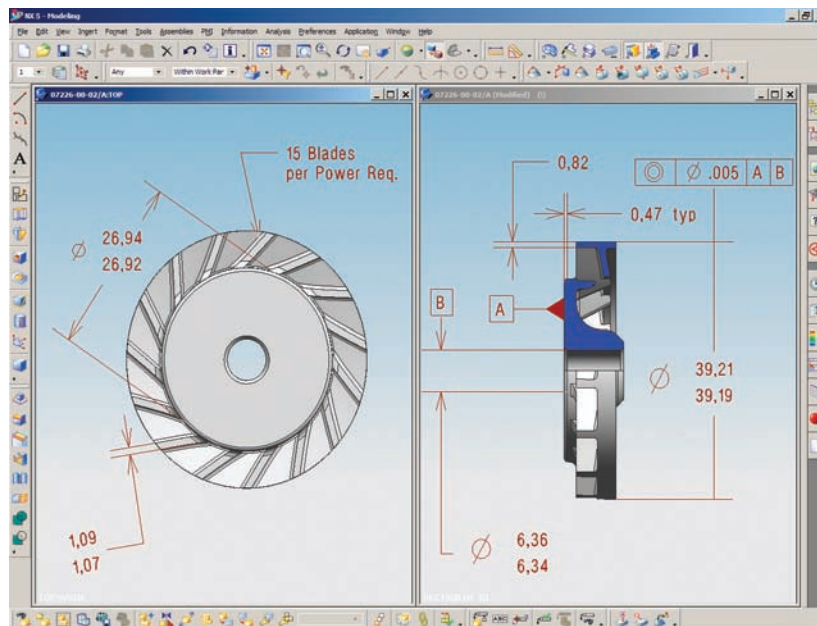 NX 5 - Modeling
File Edit View Insert Format Tools Assemblies PMI Information Analysis Preferences Application Window Help
1 Any Within Work Par
07226-00-02/A:TOP
07226-00-02/A (Modified) (!)
A
15 Blades
per Power Req.
Ø 26,94
26,92
1,09
1,07
0,82
Ø .005 A B
0,47 typ
B
A
Ø 39,21
39,19
Ø 6,36
6,34
ABC